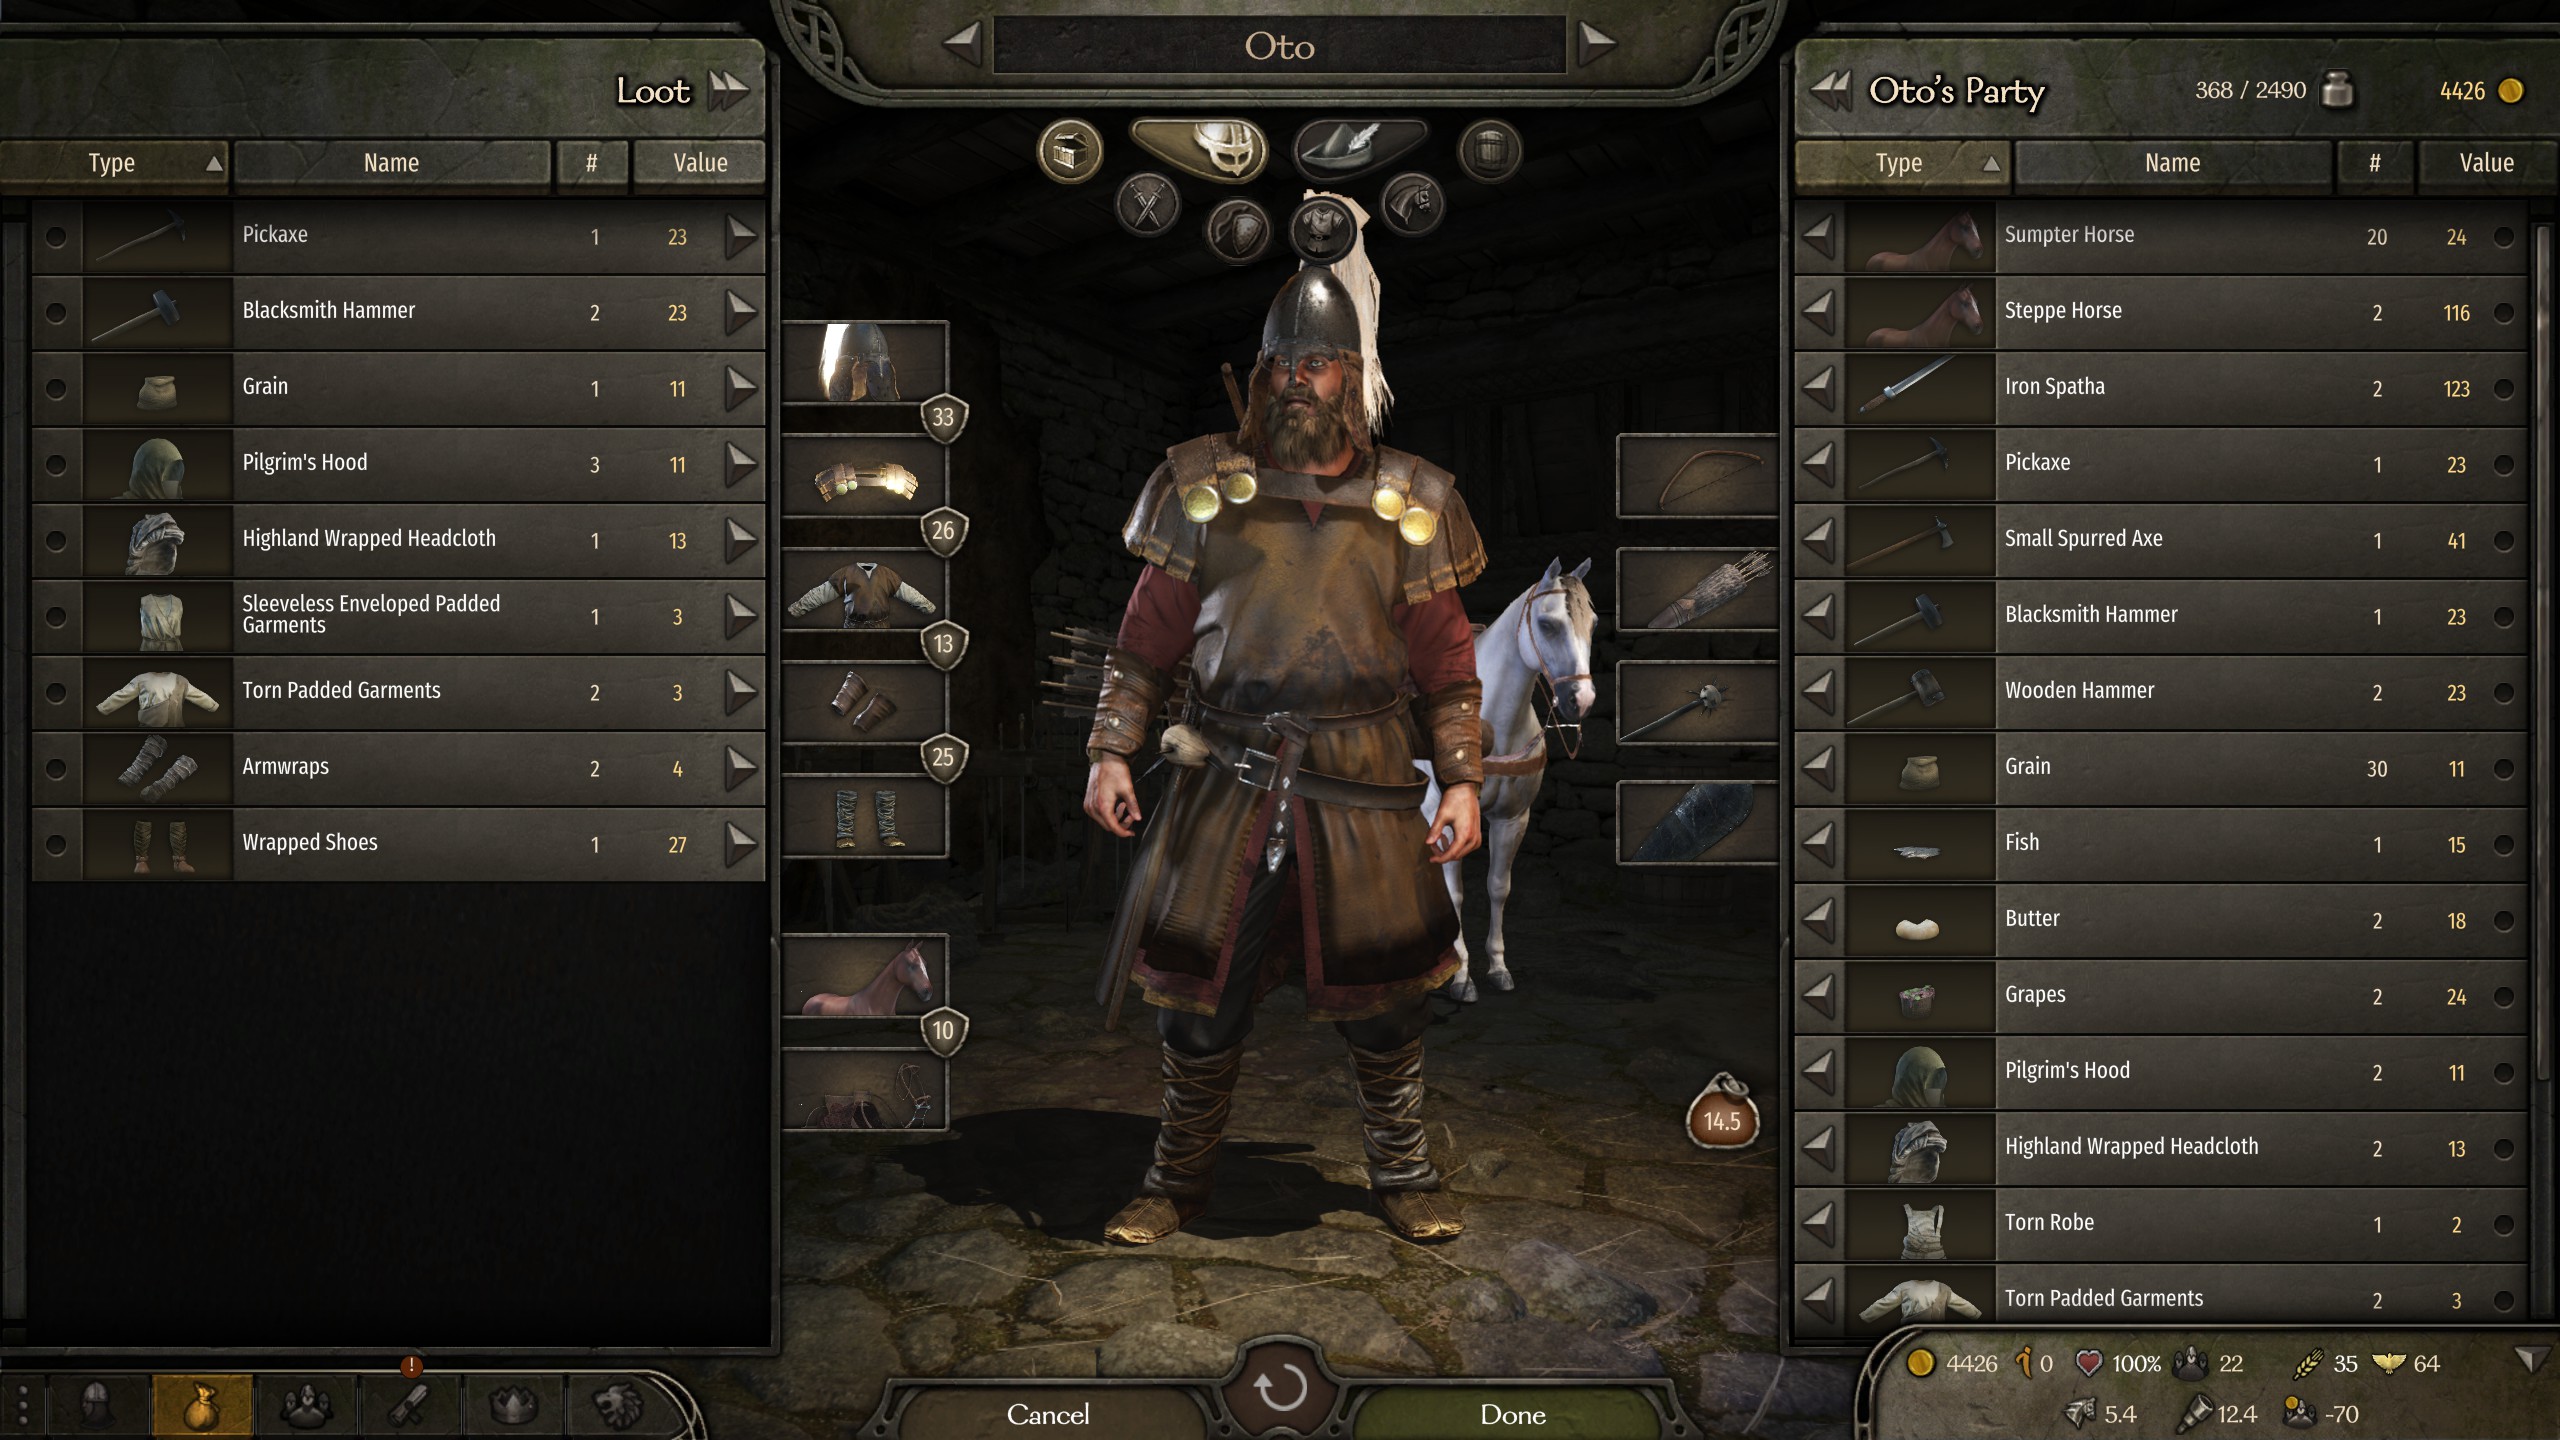 Oto
Loot
Type Name # Value
Pickaxe 1 23
Blacksmith Hammer 2 23
Grain 1 11
Pilgrim's Hood 3 11
Highland Wrapped Headcloth 1 13
Sleeveless Enveloped Padded
Garments 1 3
Torn Padded Garments 2 3
Armwraps 2 4
Wrapped Shoes 1 27
33
26
13
25
10
14.5
Cancel
Done
Oto's Party 368 / 2490 4426
Type Name # Value
Sumpter Horse 20 24
Steppe Horse 2 116
Iron Spatha 2 123
Pickaxe 1 23
Small Spurred Axe 1 41
Blacksmith Hammer 1 23
Wooden Hammer 2 23
Grain 30 11
Fish 1 15
Butter 2 18
Grapes 2 24
Pilgrim's Hood 2 11
Highland Wrapped Headcloth 2 13
Torn Robe 1 2
Torn Padded Garments 2 3
!
4426 0 100% 22 35 64
5.4 12.4 -70